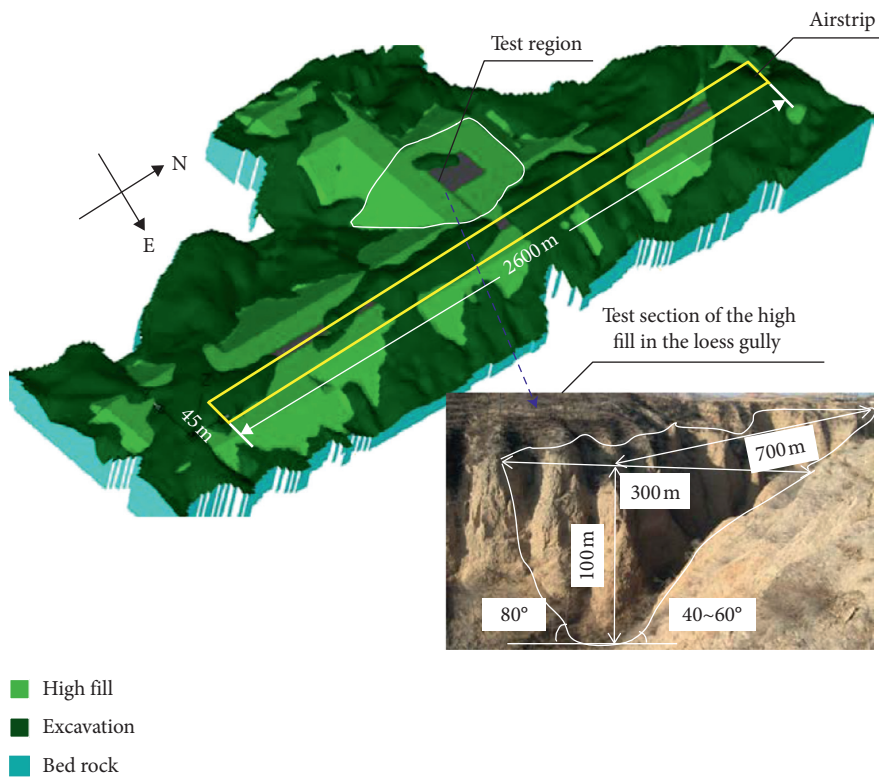 Airstrip
Test region
N
E
2600 m
45 m
Test section of the high
fill in the loess gully
700 m
300 m
100 m
80°
40~60°
High fill
Excavation
Bed rock